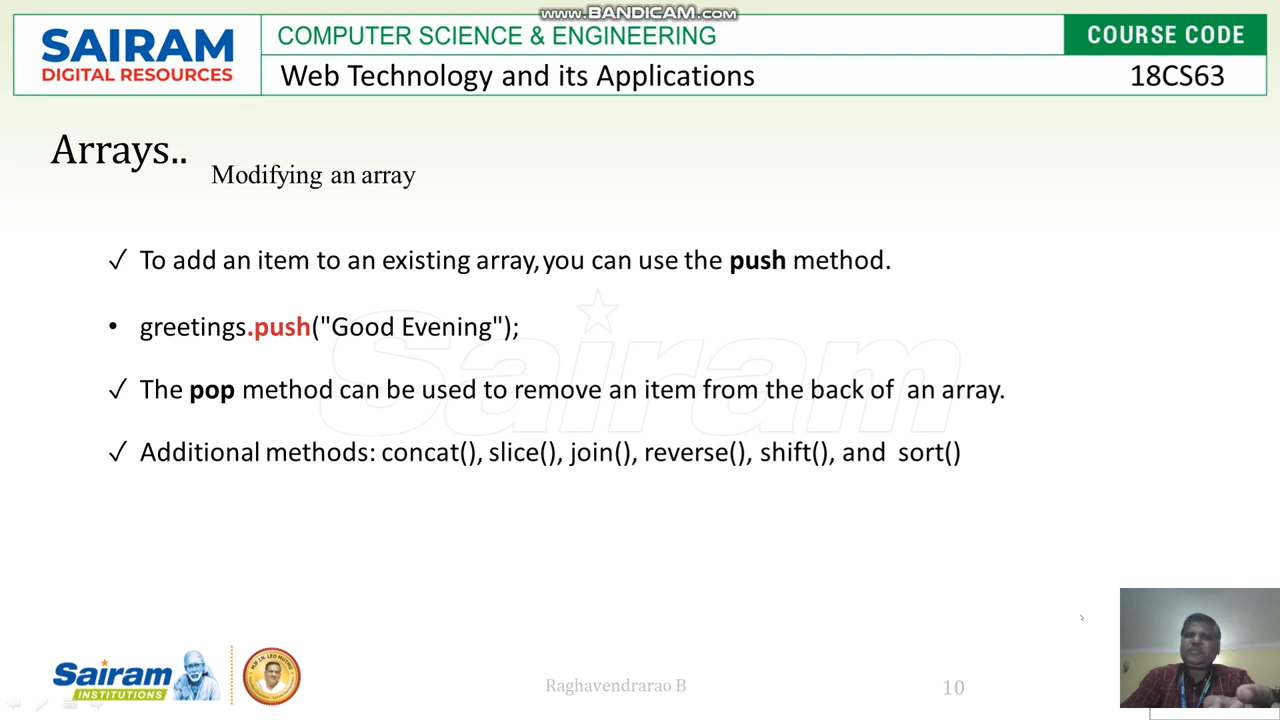 www.BANDICAM.com
SAIRAM
DIGITAL RESOURCES
COMPUTER SCIENCE & ENGINEERING
COURSE CODE
Web Technology and its Applications
18CS63
Arrays..
Modifying an array
✓ To add an item to an existing array, you can use the push method.
• greetings.push("Good Evening");
✓ The pop method can be used to remove an item from the back of an array.
✓ Additional methods: concat(), slice(), join(), reverse(), shift(), and sort()
Sairam
Sairam
INSTITUTIONS
Raghavendrarao B
10